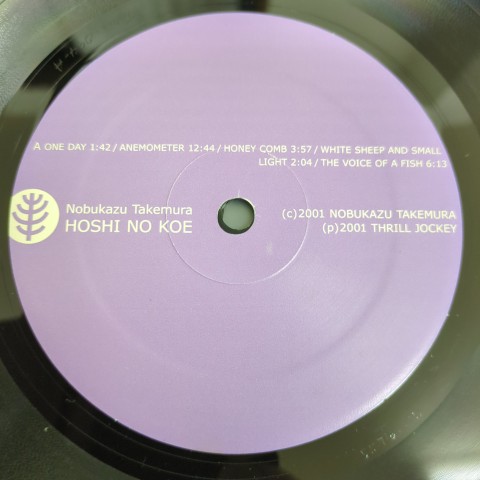 A ONE DAY 1:42 / ANEMOMETER 12:44 / HONEY COMB 3:57 / WHITE SHEEP AND SMALL
LIGHT 2:04 / THE VOICE OF A FISH 6:13
Nobukazu Takemura
HOSHI NO KOE
(c)2001 NOBUKAZU TAKEMURA
(p)2001 THRILL JOCKEY